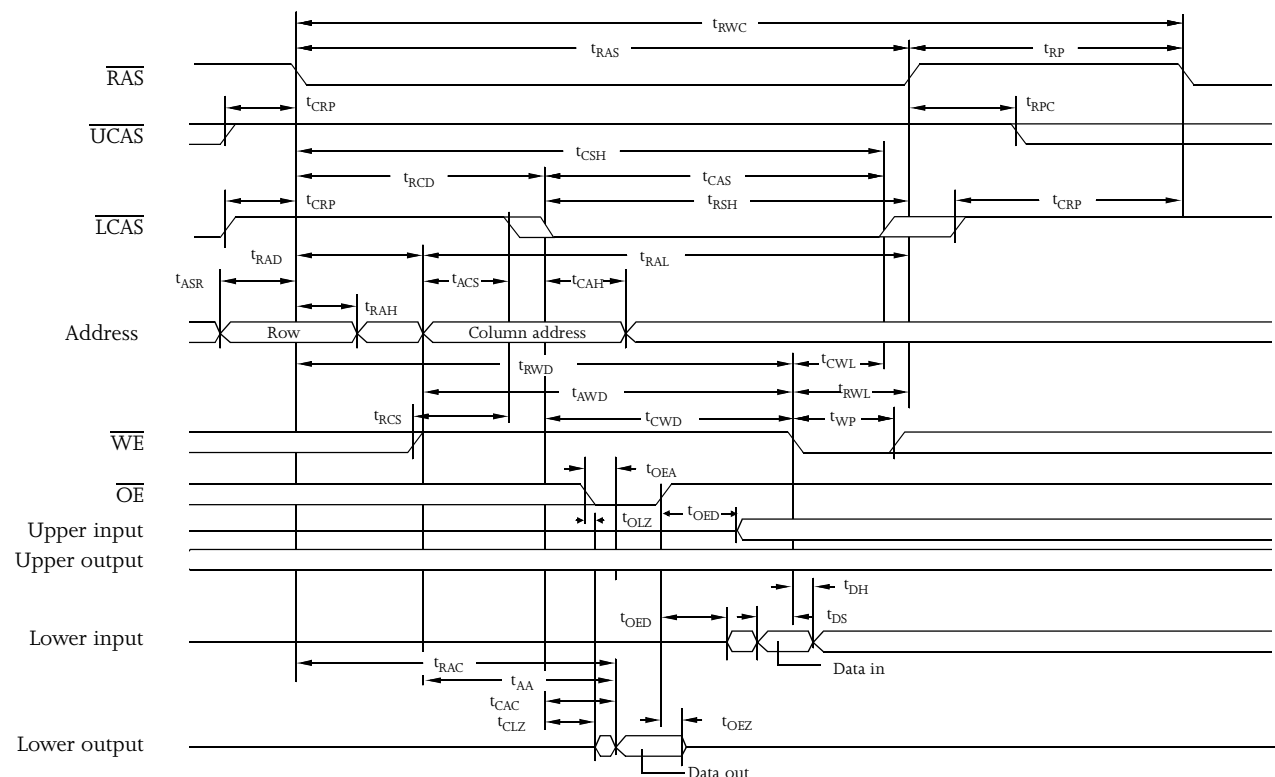 tRWC
tRAS
tRP
RAS
tCRP
tRPC
UCAS
tCSH
tRCD
tCAS
tCRP
tRSH
tCRP
LCAS
tRAD
tRAL
tASR
tACS
tCAH
tRAH
Address
Row
Column address
tRWD
tCWL
tAWD
tRWL
tRCS
tCWD
tWP
WE
tOEA
OE
tOLZ
tOED
Upper input
Upper output
tDH
tOED
tDS
Lower input
tRAC
Data in
tAA
tCAC
tCLZ
tOEZ
Lower output
Data out